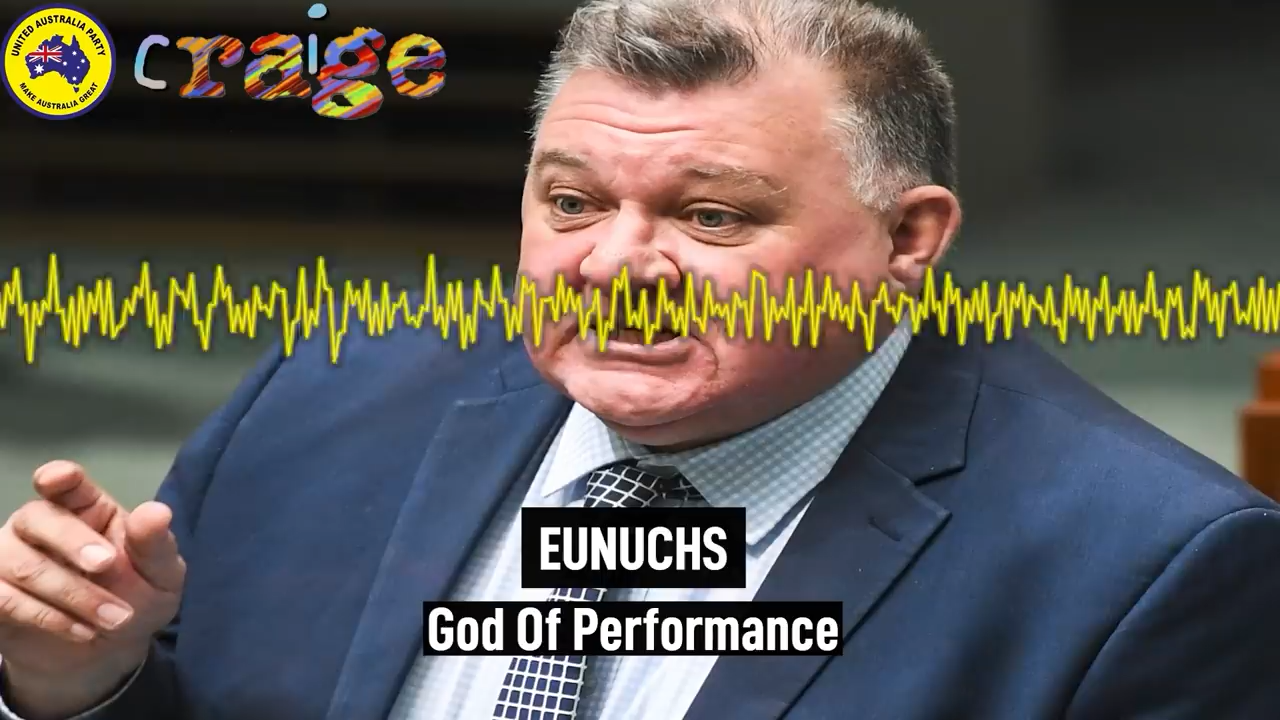 UNITED AUSTRALIA PARTY
MAKE AUSTRALIA GREAT
craige
EUNUCHS
God Of Performance